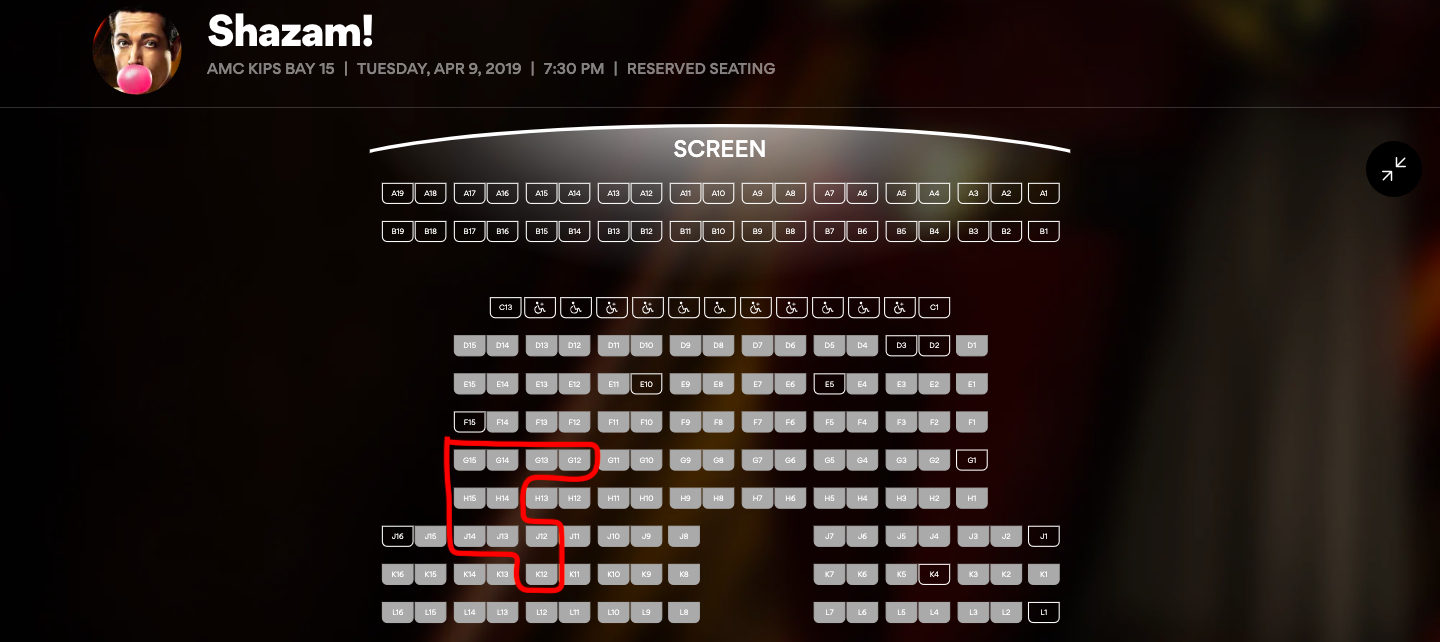 Shazam!
AMC KIPS BAY 15 | TUESDAY, APR 9, 2019 | 7:30 PM | RESERVED SEATING
SCREEN
A19 A18 A17 A16 A15 A14 A13 A12 A11 A10 A9 A8 A7 A6 A5 A4 A3 A2 A1
B19 B18 B17 B16 B15 B14 B13 B12 B11 B10 B9 B8 B7 B6 B5 B4 B3 B2 B1
C13 C1
D15 D14 D13 D12 D11 D10 D9 D8 D7 D6 D5 D4 D3 D2 D1
E15 E14 E13 E12 E11 E10 E9 E8 E7 E6 E5 E4 E3 E2 E1
F15 F14 F13 F12 F11 F10 F9 F8 F7 F6 F5 F4 F3 F2 F1
G15 G14 G13 G12 G11 G10 G9 G8 G7 G6 G5 G4 G3 G2 G1
H15 H14 H13 H12 H11 H10 H9 H8 H7 H6 H5 H4 H3 H2 H1
J16 J15 J14 J13 J12 J11 J10 J9 J8 J7 J6 J5 J4 J3 J2 J1
K16 K15 K14 K13 K12 K11 K10 K9 K8 K7 K6 K5 K4 K3 K2 K1
L16 L15 L14 L13 L12 L11 L10 L9 L8 L7 L6 L5 L4 L3 L2 L1